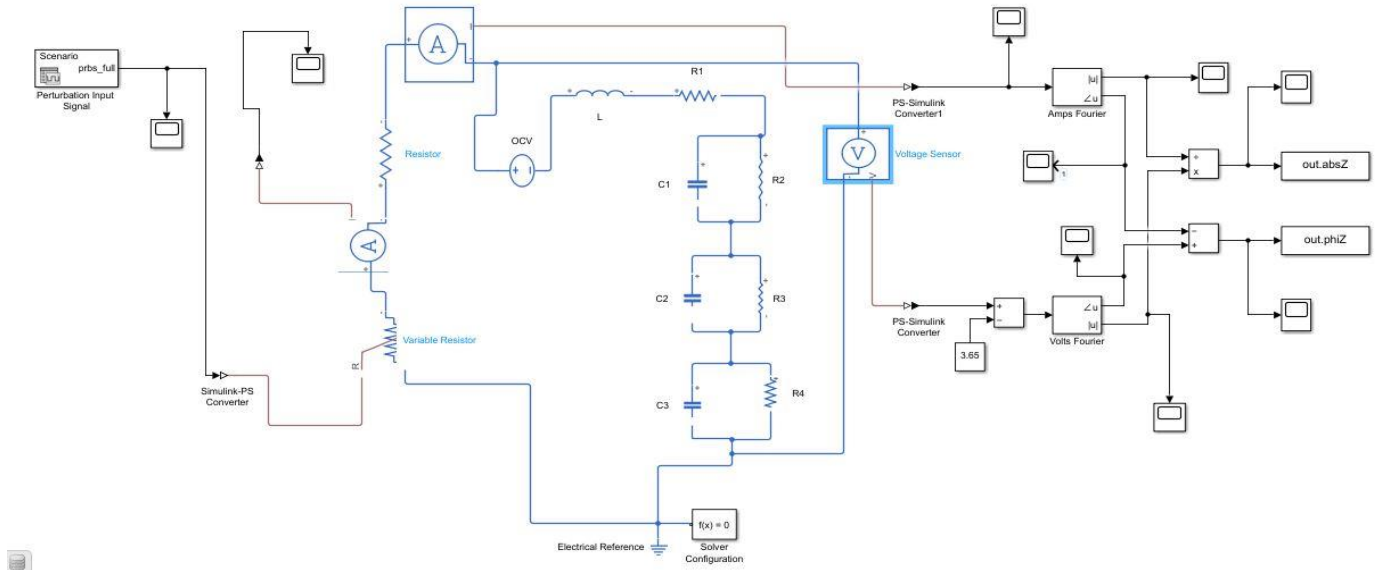 Scenario
prbs_full
Perturbation Input
Signal
A
R1
L
OCV
Resistor
C1
R2
A
C2
R3
Variable Resistor
R
Simulink-PS
Converter
C3
R4
Electrical Reference
f(x) = 0
Solver
Configuration
V
Voltage Sensor
V
I
I
PS-Simulink
Converter1
|u|
∠u
Amps Fourier
1
÷
x
out.absZ
−
+
out.phiZ
PS-Simulink
Converter
+
−
3.65
∠u
|u|
Volts Fourier